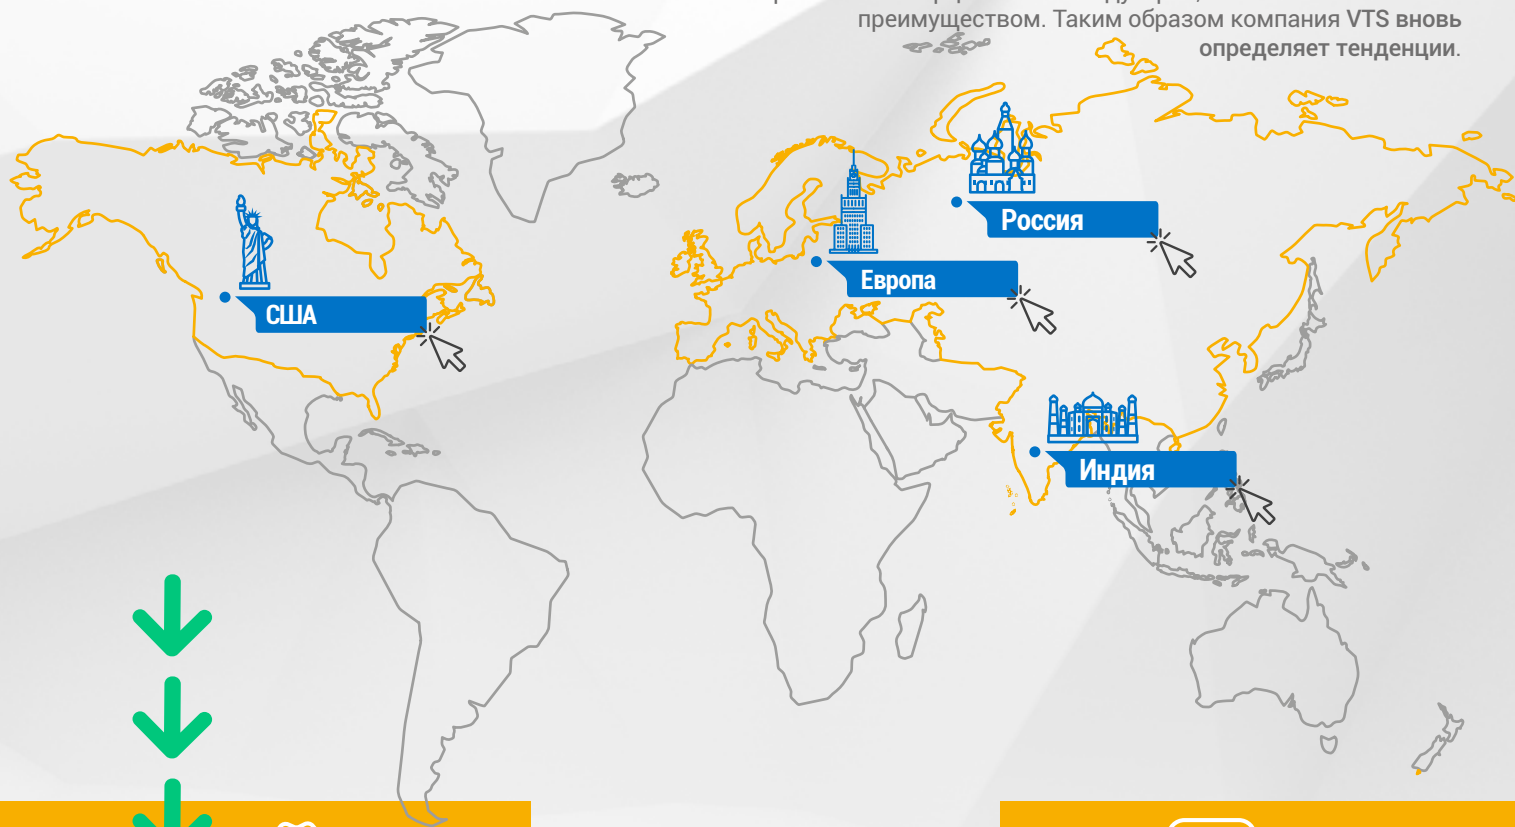 преимуществом. Таким образом компания VTS вновь
определяет тенденции.
Россия
Европа
США
Индия